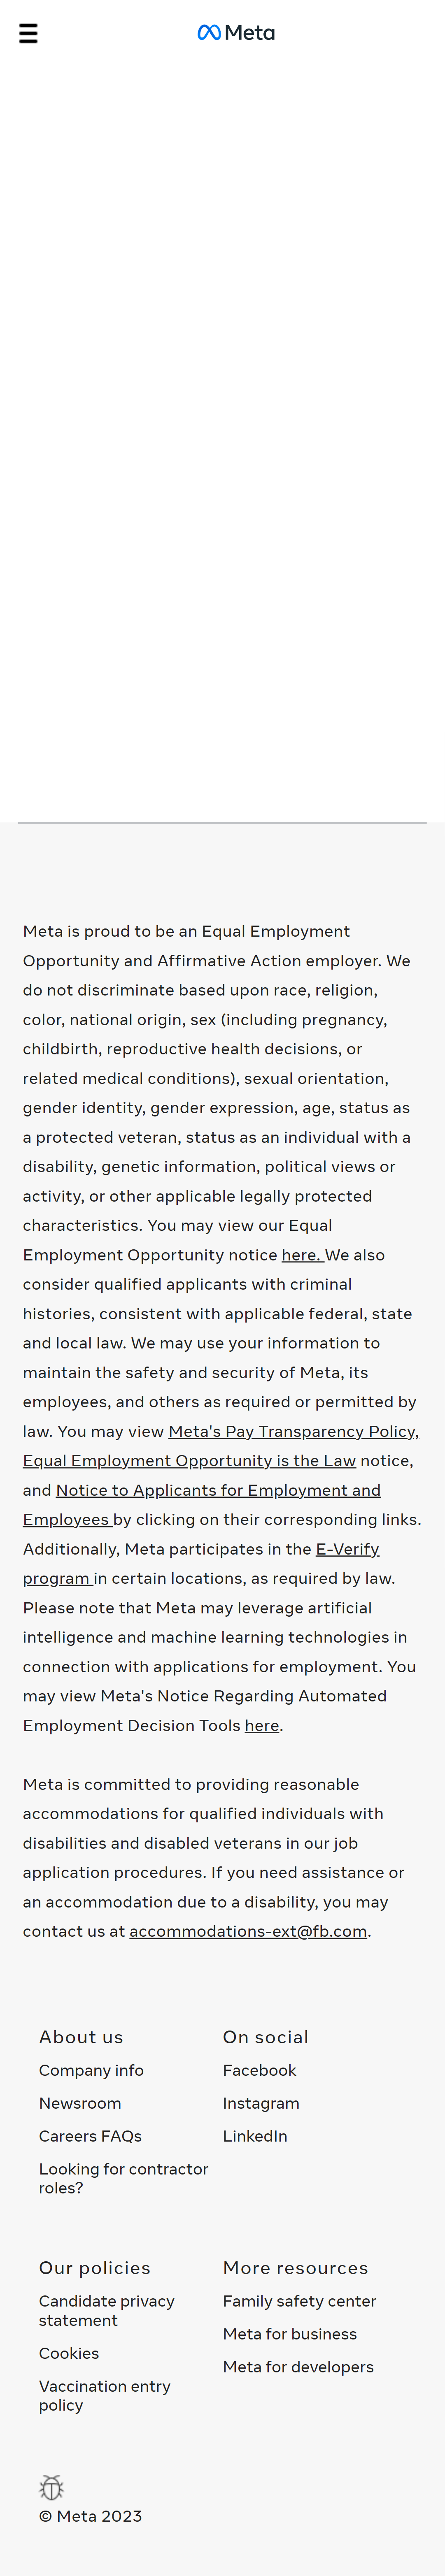 Meta
Meta is proud to be an Equal Employment
Opportunity and Affirmative Action employer. We
do not discriminate based upon race, religion,
color, national origin, sex (including pregnancy,
childbirth, reproductive health decisions, or
related medical conditions), sexual orientation,
gender identity, gender expression, age, status as
a protected veteran, status as an individual with a
disability, genetic information, political views or
activity, or other applicable legally protected
characteristics. You may view our Equal
Employment Opportunity notice here. We also
consider qualified applicants with criminal
histories, consistent with applicable federal, state
and local law. We may use your information to
maintain the safety and security of Meta, its
employees, and others as required or permitted by
law. You may view Meta's Pay Transparency Policy,
Equal Employment Opportunity is the Law notice,
and Notice to Applicants for Employment and
Employees by clicking on their corresponding links.
Additionally, Meta participates in the E-Verify
program in certain locations, as required by law.
Please note that Meta may leverage artificial
intelligence and machine learning technologies in
connection with applications for employment. You
may view Meta's Notice Regarding Automated
Employment Decision Tools here.
Meta is committed to providing reasonable
accommodations for qualified individuals with
disabilities and disabled veterans in our job
application procedures. If you need assistance or
an accommodation due to a disability, you may
contact us at accommodations-ext@fb.com.
About us
Company info
Newsroom
Careers FAQs
Looking for contractor
roles?
On social
Facebook
Instagram
LinkedIn
Our policies
Candidate privacy
statement
Cookies
Vaccination entry
policy
More resources
Family safety center
Meta for business
Meta for developers
© Meta 2023